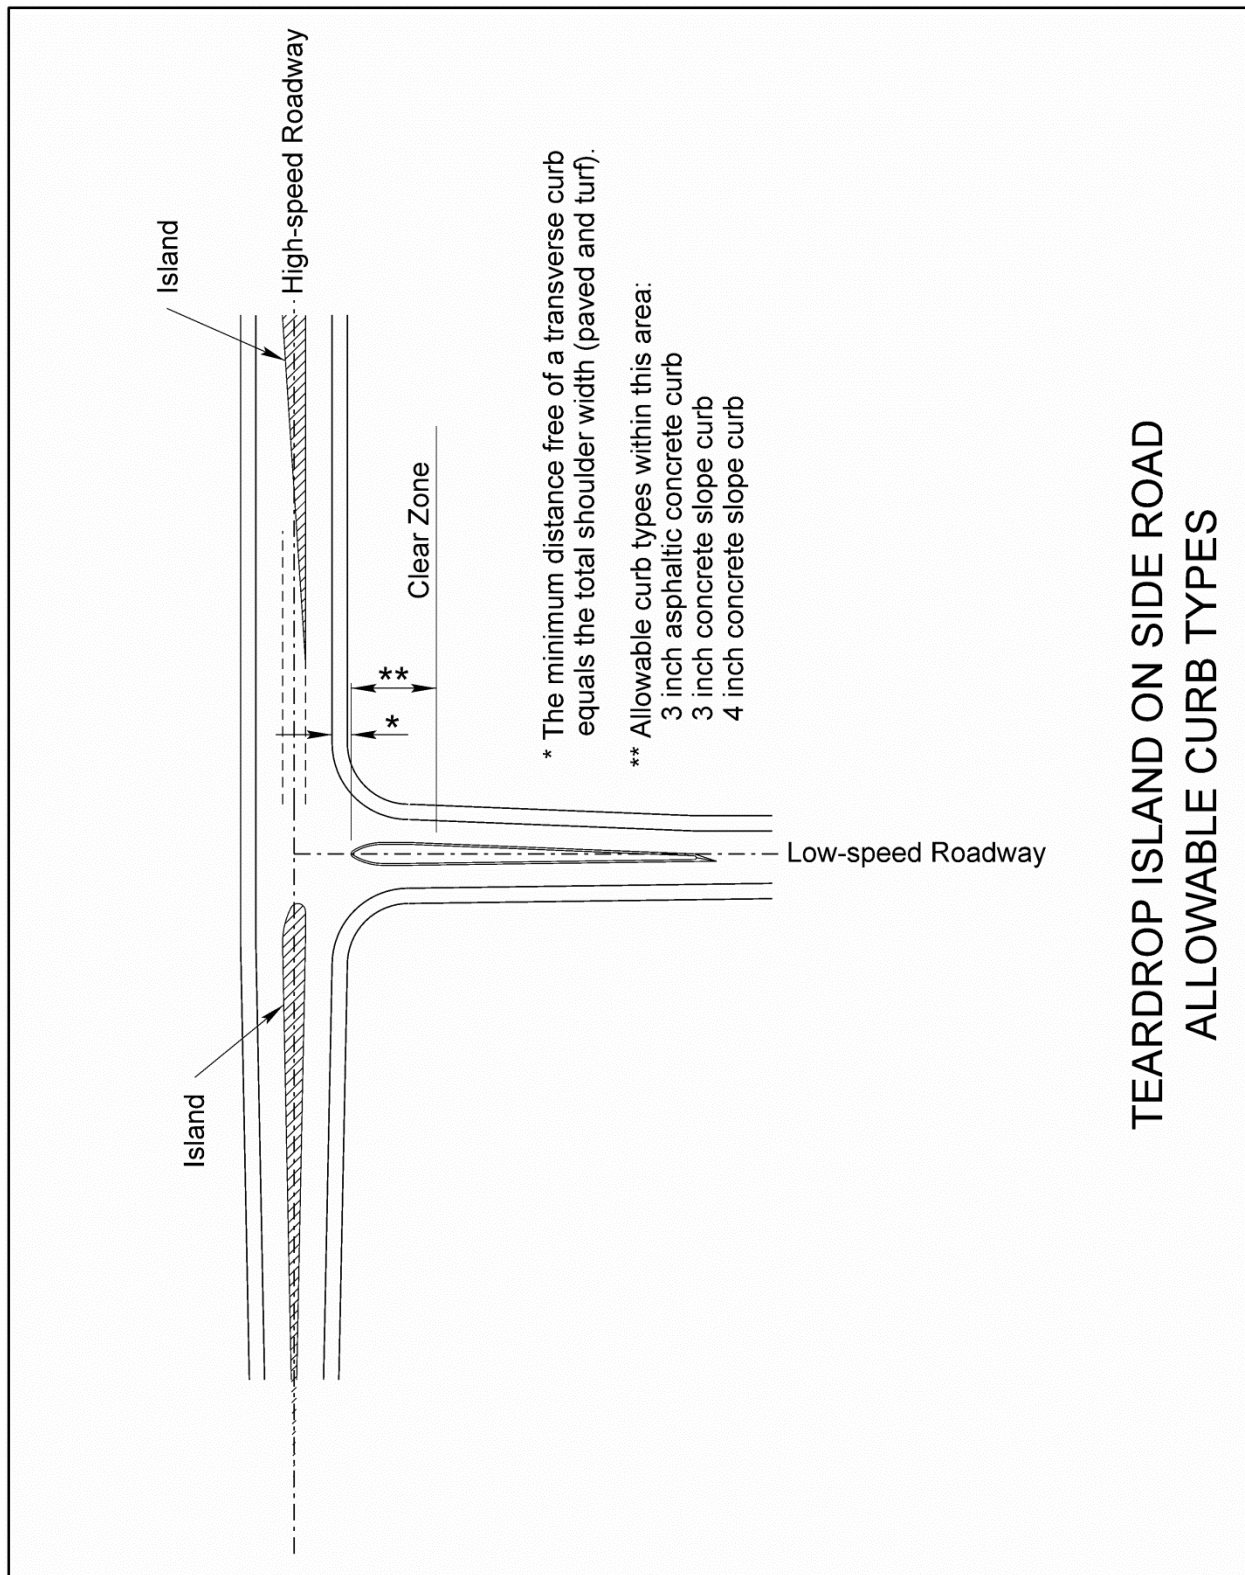 Island
High-speed Roadway
Island
Clear Zone
**
*
* The minimum distance free of a transverse curb
equals the total shoulder width (paved and turf).
** Allowable curb types within this area:
3 inch asphaltic concrete curb
3 inch concrete slope curb
4 inch concrete slope curb
Low-speed Roadway
TEARDROP ISLAND ON SIDE ROAD
ALLOWABLE CURB TYPES